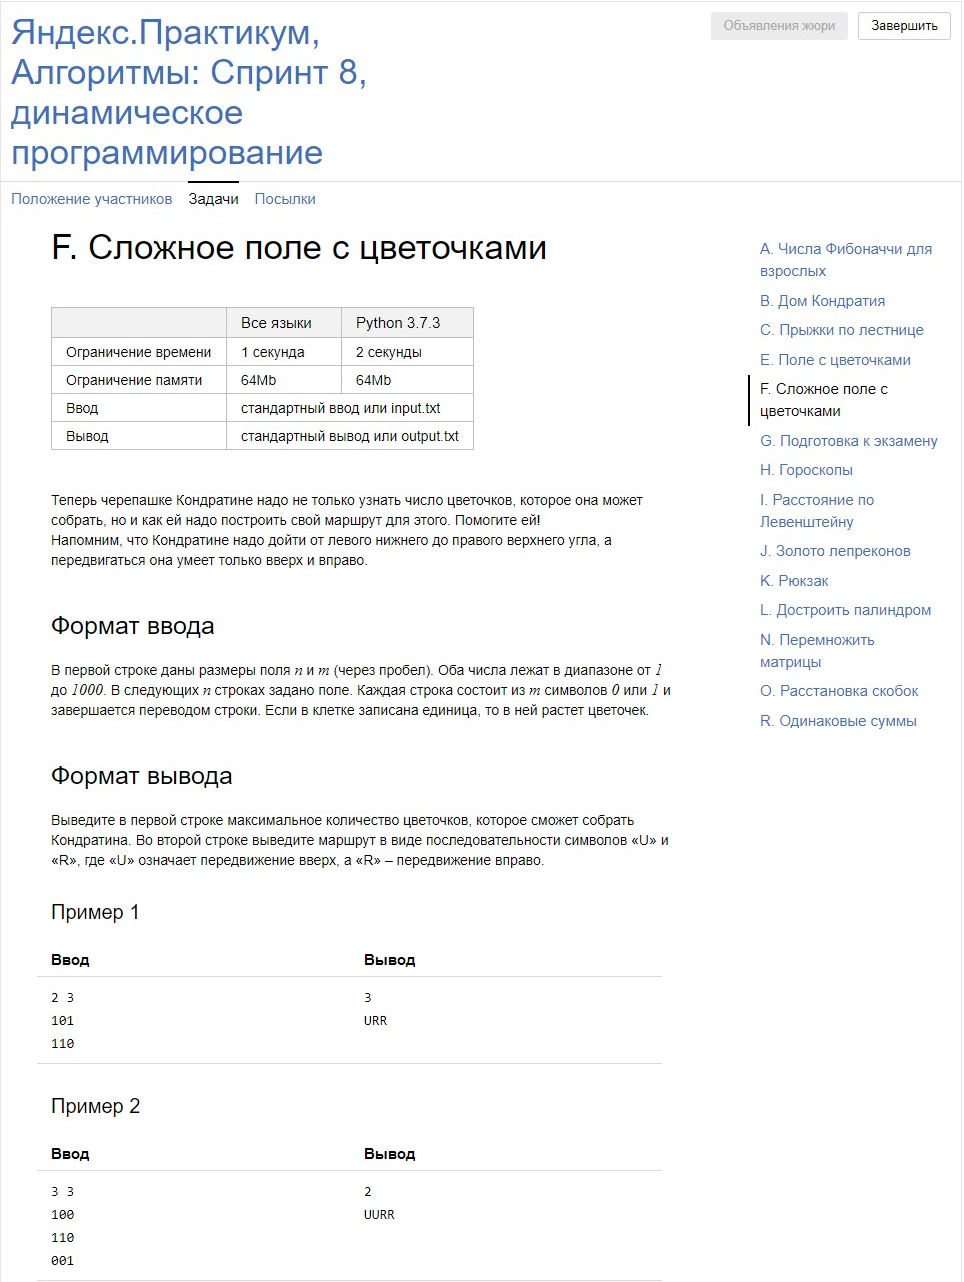 Яндекс.Практикум,
Алгоритмы: Спринт 8,
динамическое
программирование
Объявления жюри
Завершить
Положение участников Задачи Посылки
F. Сложное поле с цветочками
Все языки Python 3.7.3
Ограничение времени 1 секунда 2 секунды
Ограничение памяти 64Mb 64Mb
Ввод стандартный ввод или input.txt
Вывод стандартный вывод или output.txt
Теперь черепашке Кондратине надо не только узнать число цветочков, которое она может
собрать, но и как ей надо построить свой маршрут для этого. Помогите ей!
Напомним, что Кондратине надо дойти от левого нижнего до правого верхнего угла, а
передвигаться она умеет только вверх и вправо.
Формат ввода
В первой строке даны размеры поля n и m (через пробел). Оба числа лежат в диапазоне от 1
до 1000. В следующих n строках задано поле. Каждая строка состоит из m символов 0 или 1 и
завершается переводом строки. Если в клетке записана единица, то в ней растет цветочек.
Формат вывода
Выведите в первой строке максимальное количество цветочков, которое сможет собрать
Кондратина. Во второй строке выведите маршрут в виде последовательности символов «U» и
«R», где «U» означает передвижение вверх, а «R» – передвижение вправо.
Пример 1
Ввод Вывод
2 3 3
101 URR
110
Пример 2
Ввод Вывод
3 3 2
100 UURR
110
001
A. Числа Фибоначчи для
взрослых
B. Дом Кондратия
C. Прыжки по лестнице
E. Поле с цветочками
F. Сложное поле с
цветочками
G. Подготовка к экзамену
H. Гороскопы
I. Расстояние по
Левенштейну
J. Золото лепреконов
K. Рюкзак
L. Достроить палиндром
N. Перемножить
матрицы
O. Расстановка скобок
R. Одинаковые суммы